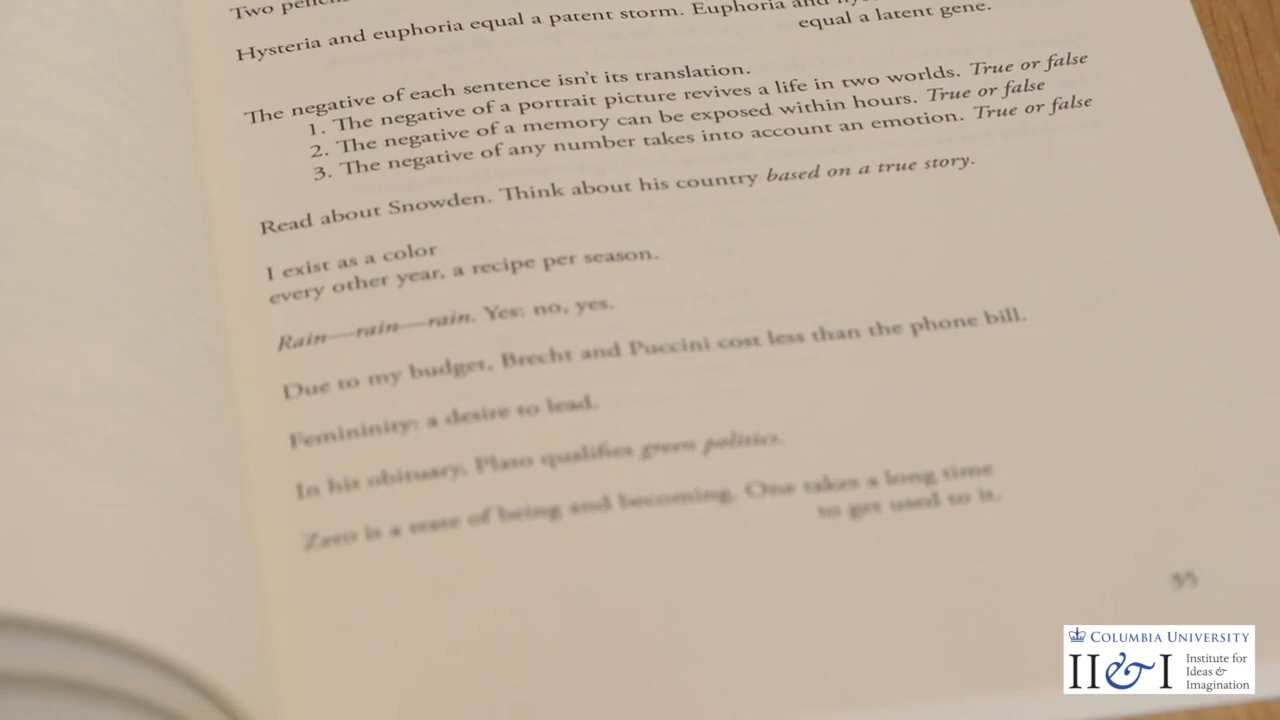 Two
Hysteria and euphoria equal a patent storm. Euphoria and
equal a latent gene.
The negative of each sentence isn't its translation.
1. The negative of a portrait picture revives a life in two worlds. True or false
2. The negative of a memory can be exposed within hours. True or false
3. The negative of any number takes into account an emotion. True or false
Read about Snowden. Think about his country based on a true story.
I exist as a color
every other year, a recipe per season.
Rain—rain—rain. Yes: no, yes.
Due to my budget, Brecht and Puccini cost less than the phone bill.
Femininity: a desire to lead.
In his obituary, Plato qualifies green politics.
Zero is a state of being and becoming. One takes a long time
to get used to it.
35
COLUMBIA UNIVERSITY
II&I
Institute for
Ideas &
Imagination